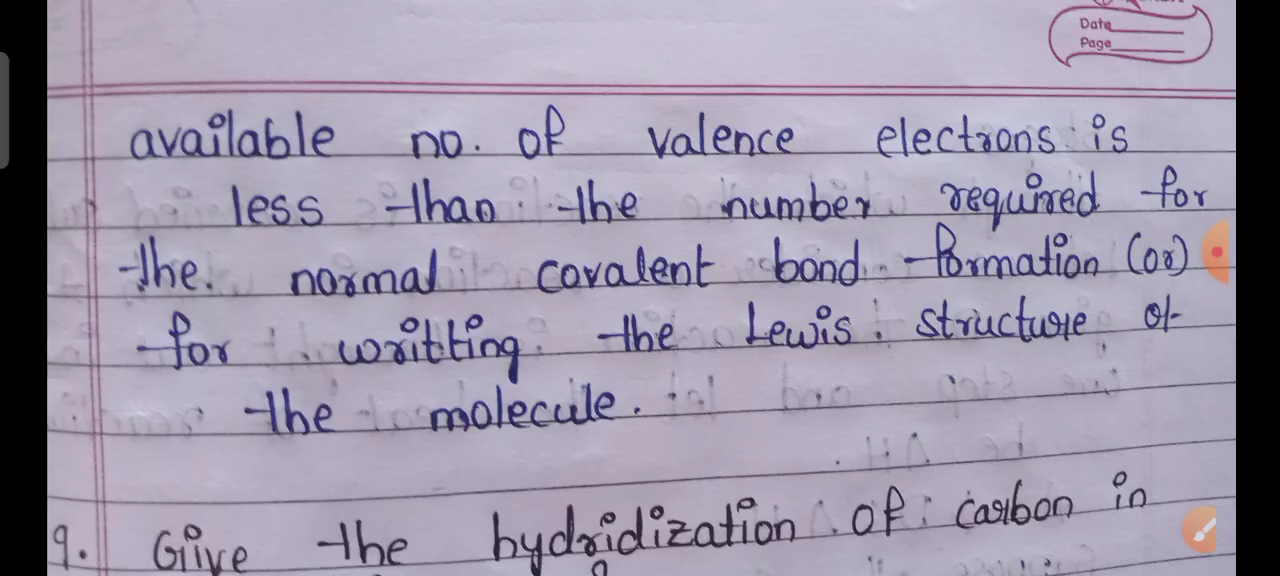 Date
Page
available no. of valence electrons is
less than the number required for
the normal covalent bond formation (or)
for writting the Lewis structure of
the molecule.
9. Give the hydridization of carbon in